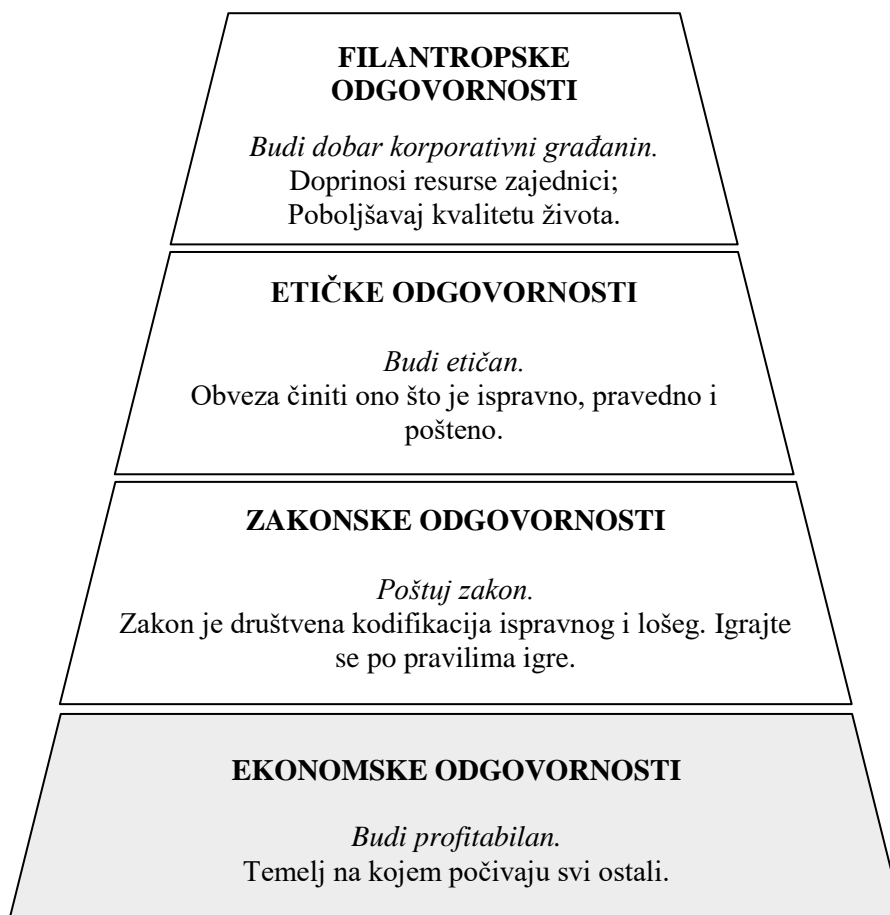 FILANTROPSKE
ODGOVORNOSTI
Budi dobar korporativni građanin.
Doprinosi resurse zajednici;
Poboljšavaj kvalitetu života.
ETIČKE ODGOVORNOSTI
Budi etičan.
Obveza činiti ono što je ispravno, pravedno i
pošteno.
ZAKONSKE ODGOVORNOSTI
Poštuj zakon.
Zakon je društvena kodifikacija ispravnog i lošeg. Igrajte
se po pravilima igre.
EKONOMSKE ODGOVORNOSTI
Budi profitabilan.
Temelj na kojem počivaju svi ostali.